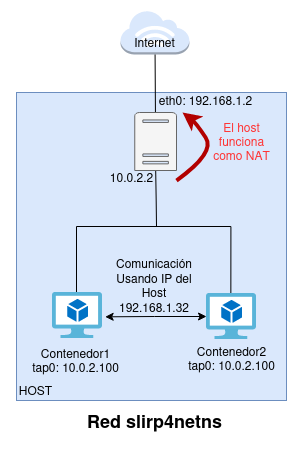 Internet
eth0: 192.168.1.2
El host
funciona
como NAT
10.0.2.2
Comunicación
Usando IP del
Host
192.168.1.32
Contenedor1
tap0: 10.0.2.100
Contenedor2
tap0: 10.0.2.100
HOST
Red slirp4netns